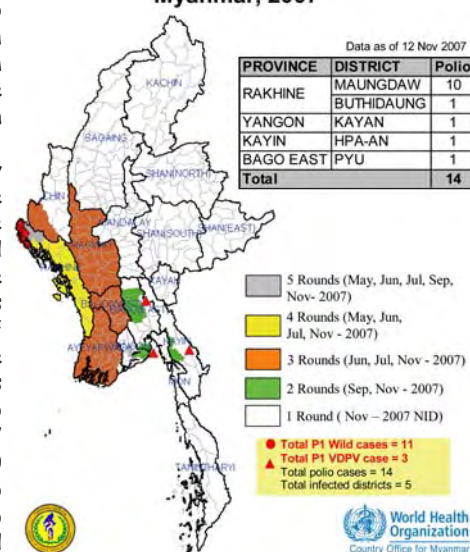 Myanmar, 2007
Data as of 12 Nov 2007
PROVINCE DISTRICT Polio
RAKHINE MAUNGDAW 10
BUTHIDAUNG 1
YANGON KAYAN 1
KAYIN HPA-AN 1
BAGO EAST PYU 1
Total 14
KACHIN
SAGAING
SHAN(NORTH)
CHIN
MANDALAY
SHAN(SOUTH)
SHAN(EAST)
KAYAH
MON
TANINTHARYI
5 Rounds (May, Jun, Jul, Sep,
Nov- 2007)
4 Rounds (May, Jun,
Jul, Nov - 2007)
3 Rounds (Jun, Jul, Nov - 2007)
2 Rounds (Sep, Nov - 2007)
1 Round ( Nov – 2007 NID)
Total P1 Wild cases = 11
Total P1 VDPV case = 3
Total polio cases = 14
Total infected districts = 5
World Health
Organization
Country Office for Myanmar